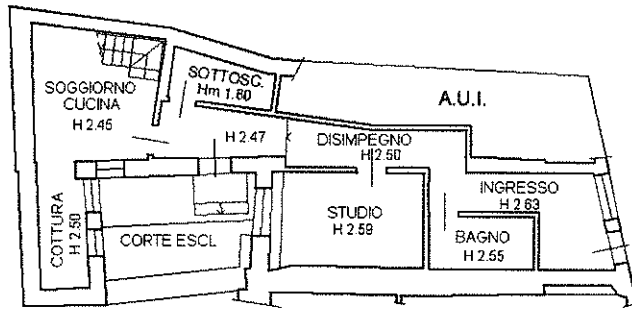 SOGGIORNO
CUCINA
H 2.45
SOTTOSC.
Hm 1.80
A.U.I.
H 2.47
DISIMPEGNO
H 2.50
INGRESSO
H 2.63
COTTURA
H 2.50
CORTE ESCL
STUDIO
H 2.59
BAGNO
H 2.55